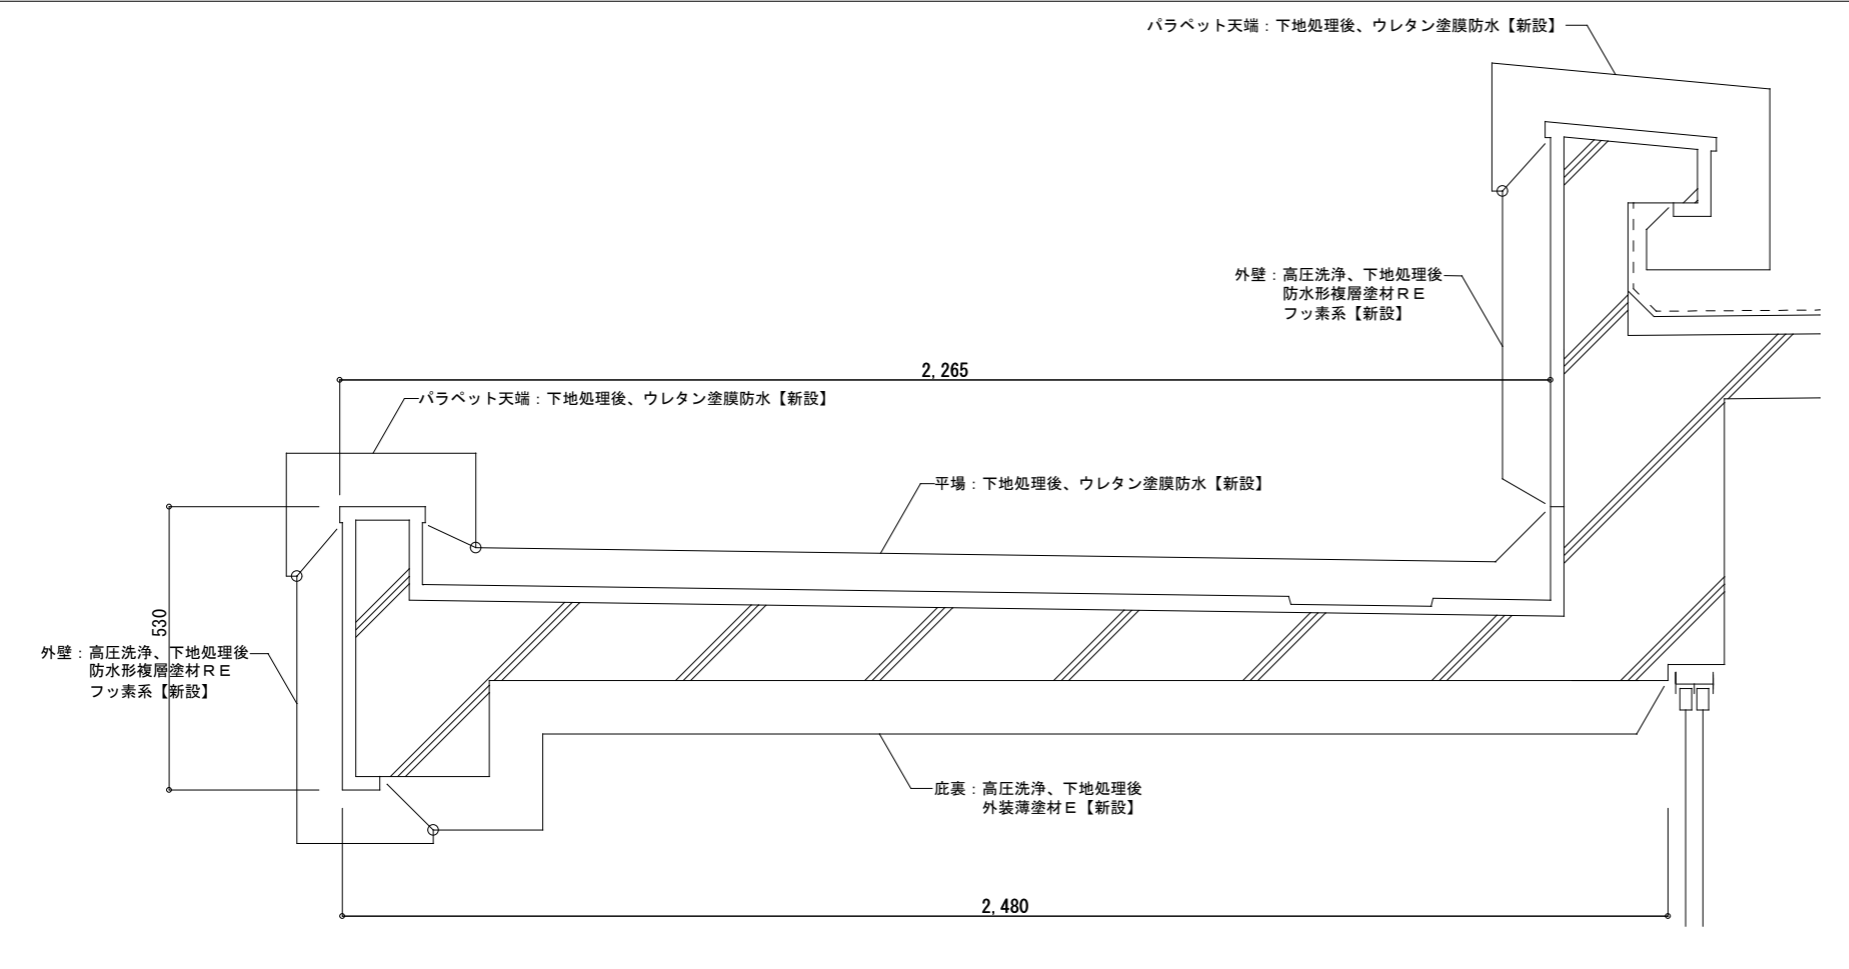 パラペット天端：下地処理後、ウレタン塗膜防水【新設】
外壁：高圧洗浄、下地処理後
防水形複層塗材ＲＥ
フッ素系【新設】
2,265
パラペット天端：下地処理後、ウレタン塗膜防水【新設】
平場：下地処理後、ウレタン塗膜防水【新設】
530
外壁：高圧洗浄、下地処理後
防水形複層塗材ＲＥ
フッ素系【新設】
庇裏：高圧洗浄、下地処理後
外装薄塗材Ｅ【新設】
2,480